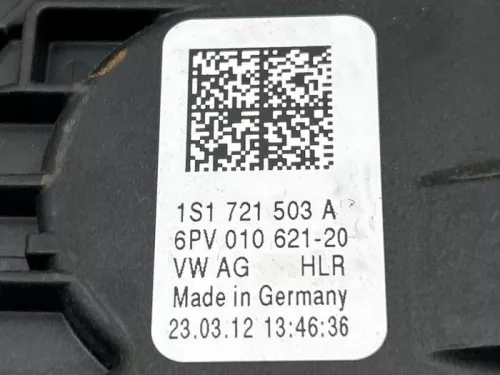 1S1 721 503 A
6PV 010 621-20
VW AG HLR
Made in Germany
23.03.12 13:46:36